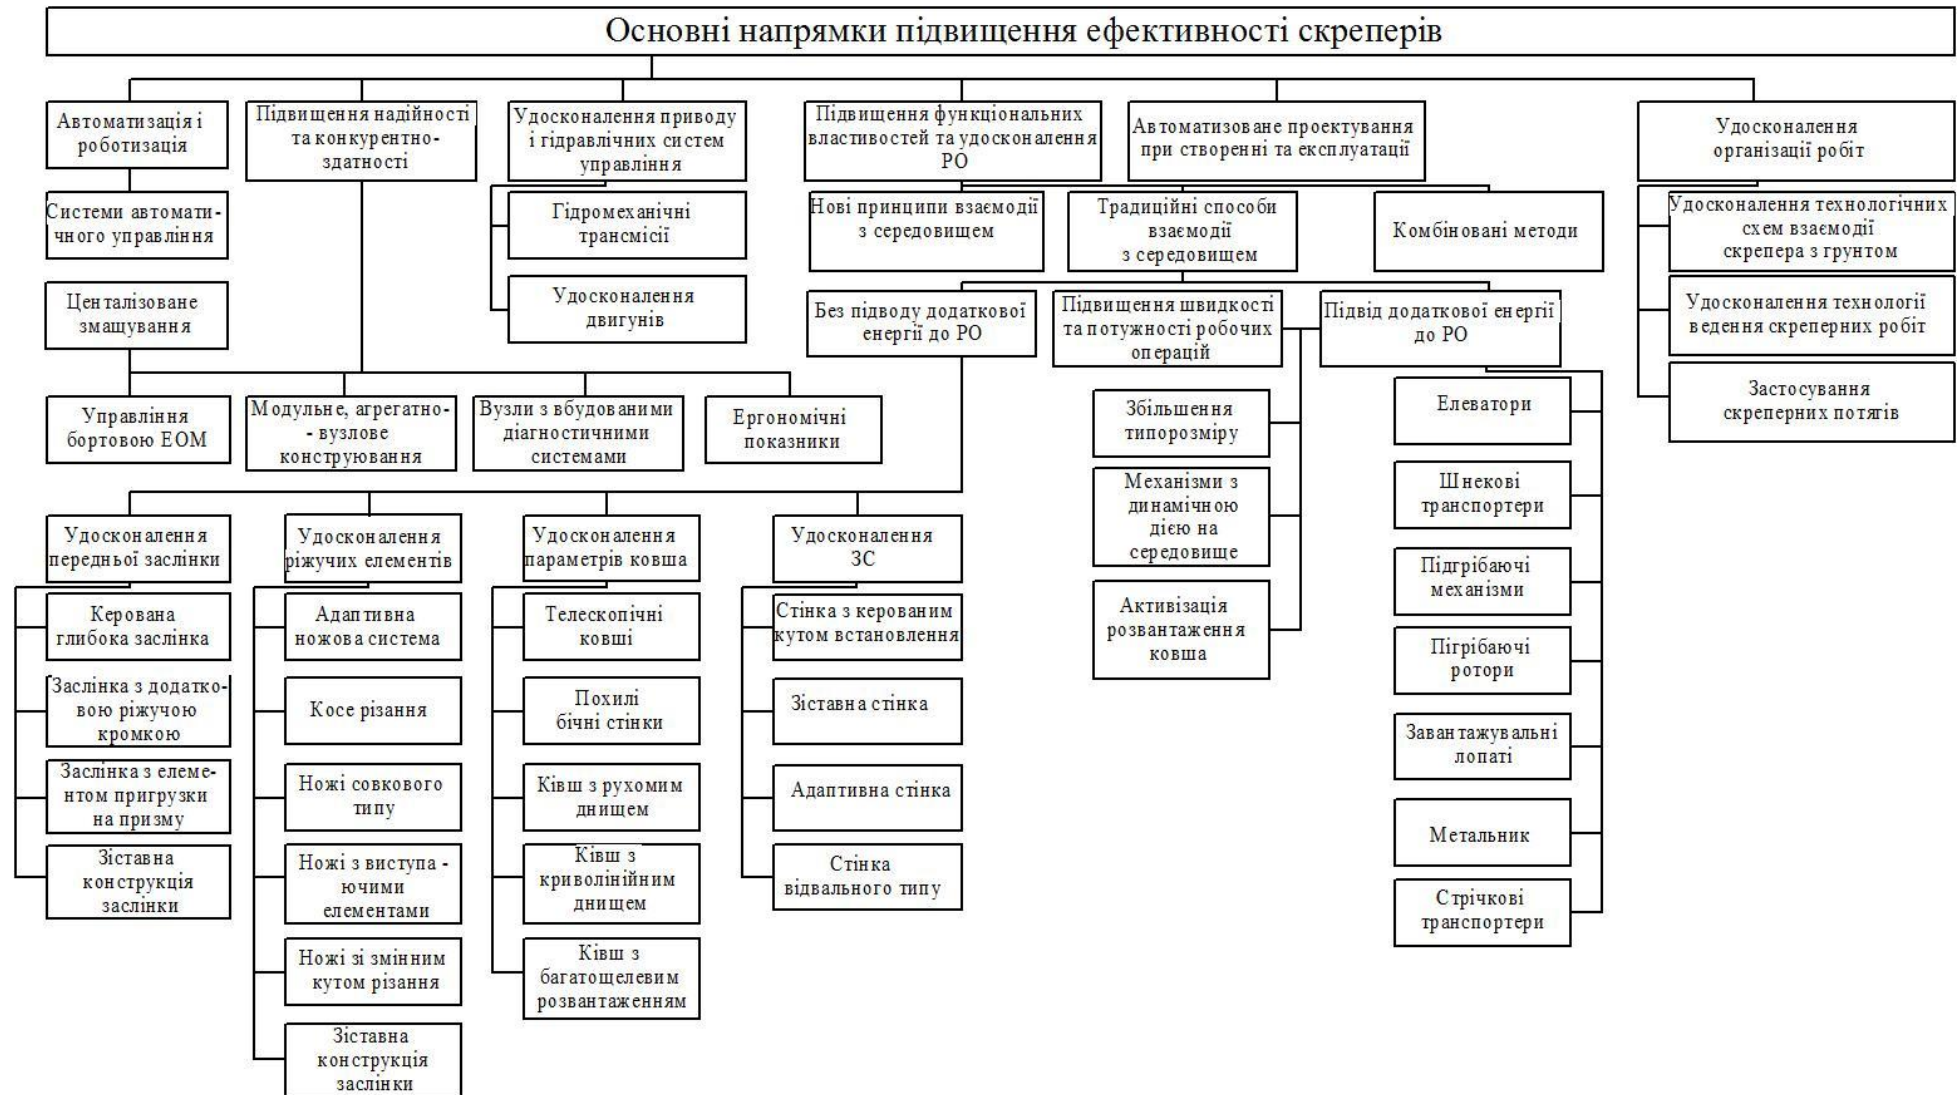 Основні напрямки підвищення ефективності скреперів
Автоматизація і
роботизація
Підвищення надійності
та конкурентно-
здатності
Удосконалення приводу
і гідравлічних систем
управління
Підвищення функціональних
властивостей та удосконалення
РО
Автоматизоване проектування
при створенні та експлуатації
Удосконалення
організації робіт
Системи автомати-
чного управління
Гідромеханічні
трансмісії
Нові принципи взаємодії
з середовищем
Традиційні способи
взаємодії
з середовищем
Комбіновані методи
Удосконалення технологічних
схем взаємодії
скрепера з грунтом
Централізоване
змащування
Удосконалення
двигунів
Без підводу додаткової
енергії до РО
Підвищення швидкості
та потужності робочих
операцій
Підвід додаткової енергії
до РО
Удосконалення технології
ведення скреперних робіт
Управління
бортовою ЕОМ
Модульне, агрегатно-
- вузлове
конструювання
Вузли з вбудованими
діагностичними
системами
Ергономічні
показники
Збільшення
типорозміру
Елеватори
Застосування
скреперних потягів
Механізми з
динамічною
дією на
середовище
Шнекові
транспортери
Удосконалення
передньої заслінки
Удосконалення
ріжучих елементів
Удосконалення
параметрів ковша
Удосконалення
ЗС
Активізація
розвантаження
ковша
Підгрібаючі
механізми
Керована
глибока заслінка
Адаптивна
ножова система
Телескопічні
ковші
Стінка з керованим
кутом встановлення
Пігрібаючі
ротори
Заслінка з додатко-
вою ріжучою
кромкою
Косе різання
Похилі
бічні стінки
Зіставна стінка
Завантажувальні
лопаті
Заслінка з елеме-
нтом пригрузки
на призму
Ножі совкового
типу
Ківш з рухомим
днищем
Адаптивна стінка
Метальник
Зіставна
конструкція
заслінки
Ножі з виступа -
ючими
елементами
Ківш з
криволінійним
днищем
Стінка
відвального типу
Стрічкові
транспортери
Ножі зі змінним
кутом різання
Ківш з
багатощелевим
розвантаженням
Зіставна
конструкція
заслінки